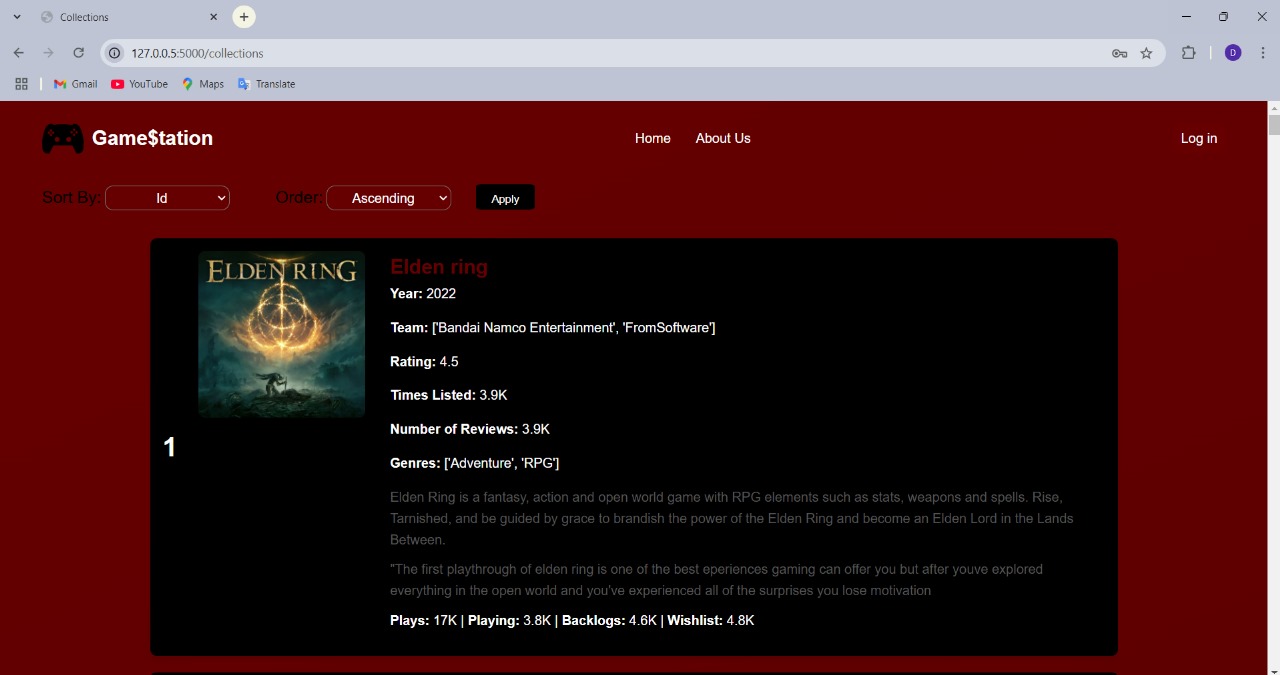 Collections
127.0.0.5:5000/collections
D
Gmail
YouTube
Maps
Translate
Game$tation
Home
About Us
Log in
Sort By: Id
Order: Ascending
Apply
1
ELDEN RING
Elden ring
Year: 2022
Team: ['Bandai Namco Entertainment', 'FromSoftware']
Rating: 4.5
Times Listed: 3.9K
Number of Reviews: 3.9K
Genres: ['Adventure', 'RPG']
Elden Ring is a fantasy, action and open world game with RPG elements such as stats, weapons and spells. Rise,
Tarnished, and be guided by grace to brandish the power of the Elden Ring and become an Elden Lord in the Lands
Between.
"The first playthrough of elden ring is one of the best eperiences gaming can offer you but after youve explored
everything in the open world and you've experienced all of the surprises you lose motivation
Plays: 17K | Playing: 3.8K | Backlogs: 4.6K | Wishlist: 4.8K